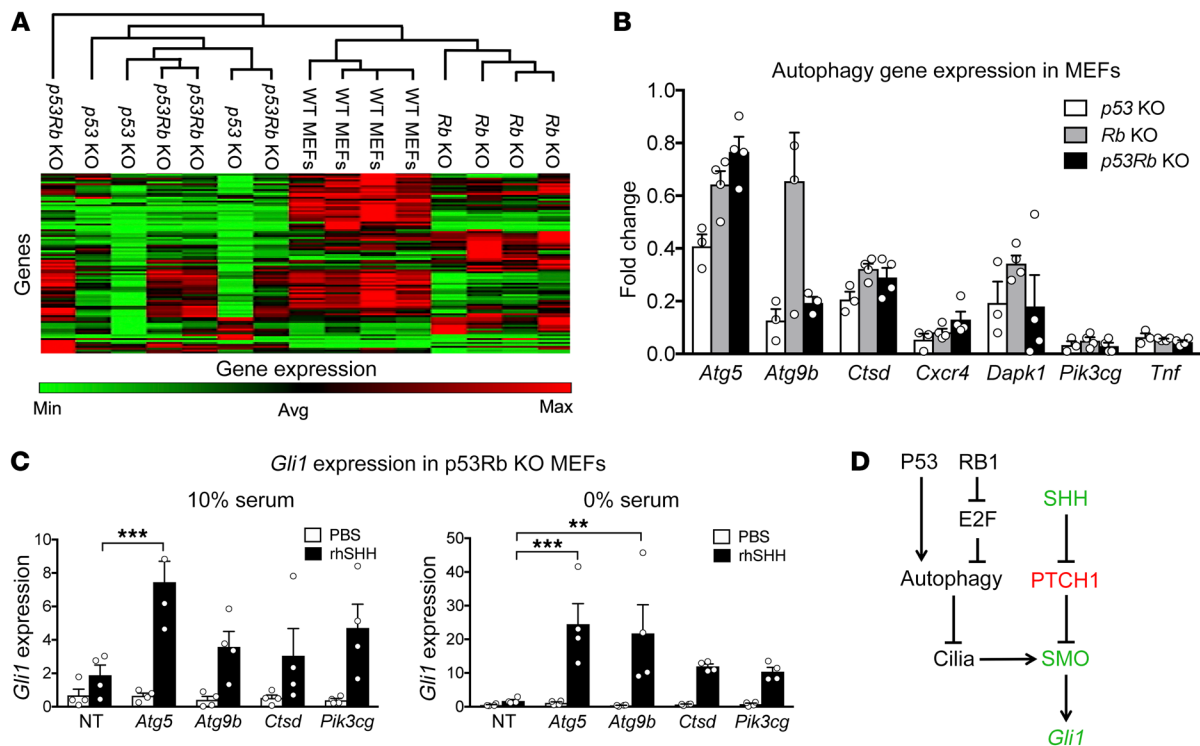 A
p53Rb KO
p53 KO
p53 KO
p53Rb KO
p53Rb KO
p53 KO
p53Rb KO
WT MEFs
WT MEFs
WT MEFs
WT MEFs
Rb KO
Rb KO
Rb KO
Rb KO
Genes
Gene expression
Min
Avg
Max
B
Autophagy gene expression in MEFs
Fold change
1.0
0.8
0.6
0.4
0.2
0.0
p53 KO
Rb KO
p53Rb KO
Atg5
Atg9b
Ctsd
Cxcr4
Dapk1
Pik3cg
Tnf
C
Gli1 expression in p53Rb KO MEFs
10% serum
Gli1 expression
10
8
6
4
2
0
***
PBS
rhSHH
NT
Atg5
Atg9b
Ctsd
Pik3cg
0% serum
Gli1 expression
50
40
30
20
10
0
**
***
PBS
rhSHH
NT
Atg5
Atg9b
Ctsd
Pik3cg
D
P53
RB1
SHH
E2F
Autophagy
PTCH1
Cilia
SMO
Gli1